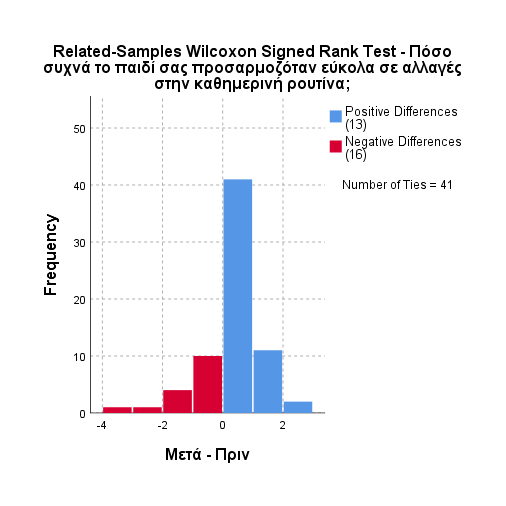 Related-Samples Wilcoxon Signed Rank Test - Πόσο
συχνά το παιδί σας προσαρμοζόταν εύκολα σε αλλαγές
στην καθημερινή ρουτίνα;
Positive Differences
(13)
Negative Differences
(16)
Number of Ties = 41
Frequency
50
40
30
20
10
0
-4
-2
0
2
Μετά - Πριν